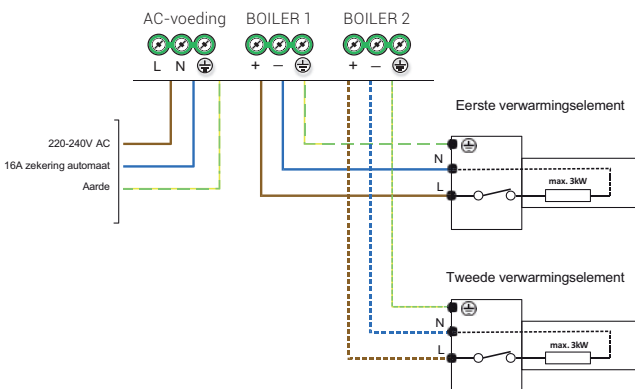 AC-voeding BOILER 1 BOILER 2
L N + – + –
Eerste verwarmingselement
220-240V AC
16A zekering automaat
Aarde
N
L
max. 3kW
Tweede verwarmingselement
N
L
max. 3kW